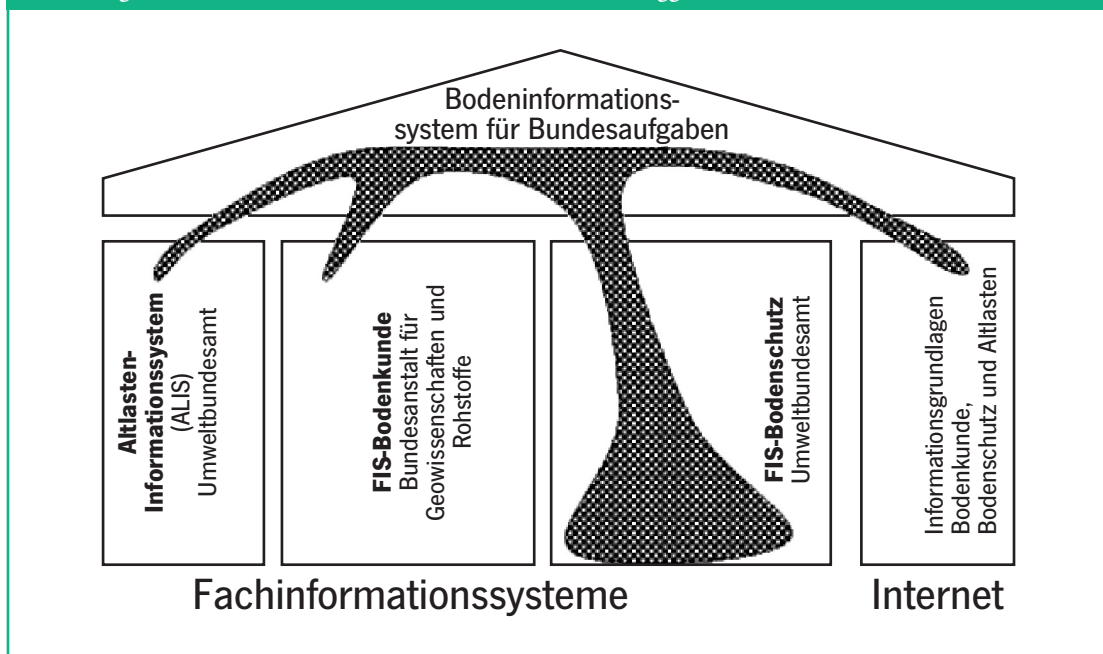 Bodeninformations-
system für Bundesaufgaben
Altlasten-
Informationssystem
(ALIS)
Umweltbundesamt
FIS-Bodenkunde
Bundesanstalt für
Geowissenschaften und
Rohstoffe
FIS-Bodenschutz
Umweltbundesamt
Informationsgrundlagen
Bodenkunde,
Bodenschutz und Altlasten
Fachinformationssysteme
Internet